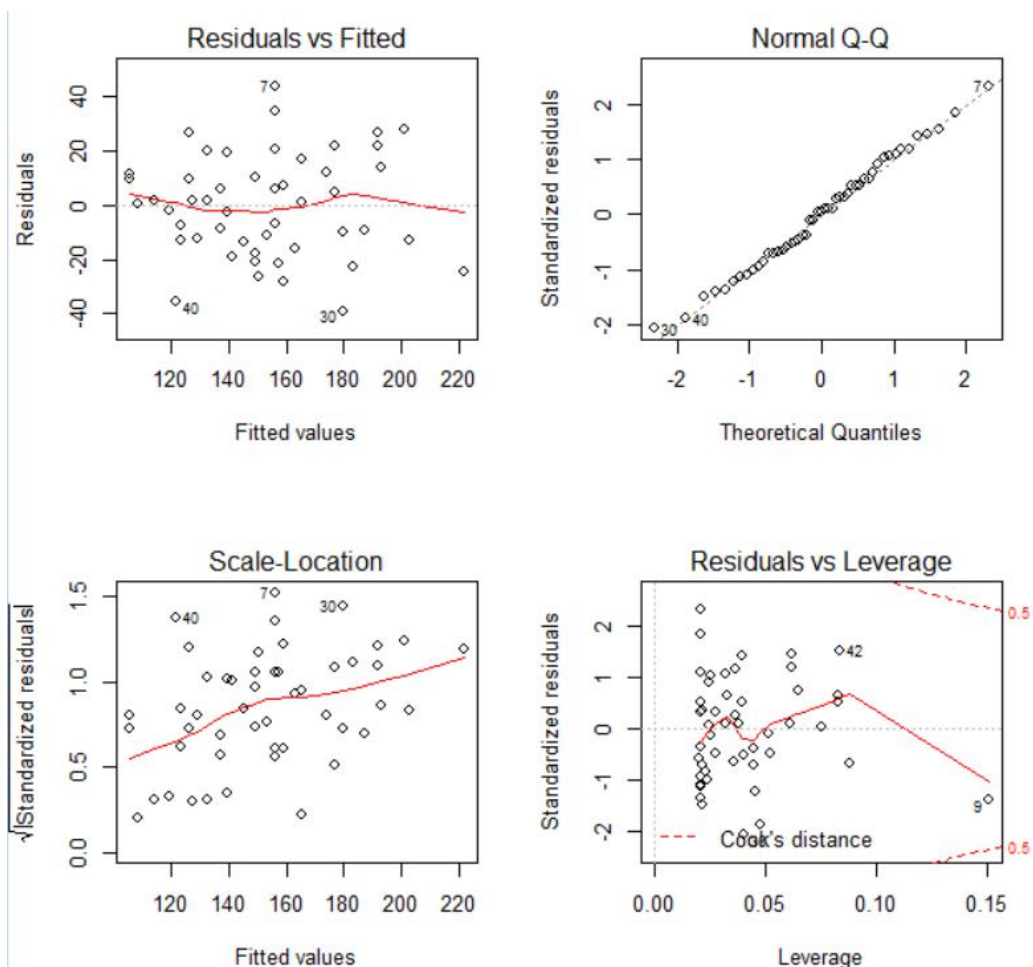 Residuals vs Fitted
Residuals
40
20
0
-20
-40
7
40
30
120 140 160 180 200 220
Fitted values
Normal Q-Q
Standardized residuals
2
1
0
-1
-2
7
40
30
-2 -1 0 1 2
Theoretical Quantiles
Scale-Location
√|Standardized residuals|
1.5
1.0
0.5
0.0
7
30
40
120 140 160 180 200 220
Fitted values
Residuals vs Leverage
Standardized residuals
2
1
0
-1
-2
0.5
42
9
Cook's distance
0.5
0.00 0.05 0.10 0.15
Leverage